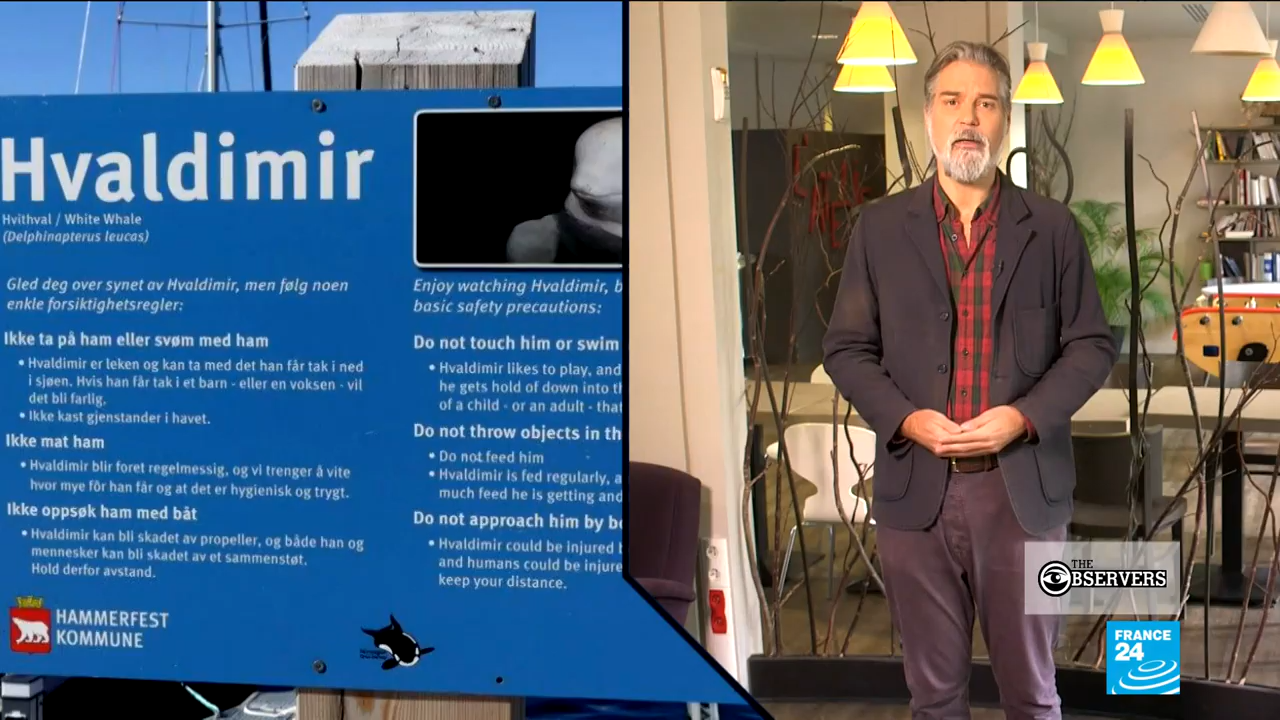 Hvaldimir
Hvithval / White Whale
(Delphinapterus leucas)
Gled deg over synet av Hvaldimir, men følg noen
enkle forsiktighetsregler:
Ikke ta på ham eller svøm med ham
• Hvaldimir er leken og kan ta med det han får tak i ned
i sjøen. Hvis han får tak i et barn - eller en voksen - vil
det bli farlig.
• Ikke kast gjenstander i havet.
Ikke mat ham
• Hvaldimir blir foret regelmessig, og vi trenger å vite
hvor mye fôr han får og at det er hygienisk og trygt.
Ikke oppsøk ham med båt
• Hvaldimir kan bli skadet av propeller, og både han og
mennesker kan bli skadet av et sammenstøt.
Hold derfor avstand.
HAMMERFEST
KOMMUNE
Enjoy watching Hvaldimir,
basic safety precautions:
Do not touch him or swim
• Hvaldimir likes to play, and
he gets hold of down into
of a child - or an adult -
Do not throw objects in
• Do not feed him
• Hvaldimir is fed regularly,
much feed he is getting and
Do not approach him by
• Hvaldimir could be injured
and humans could be
keep your distance.
THE
OBSERVERS
FRANCE
24